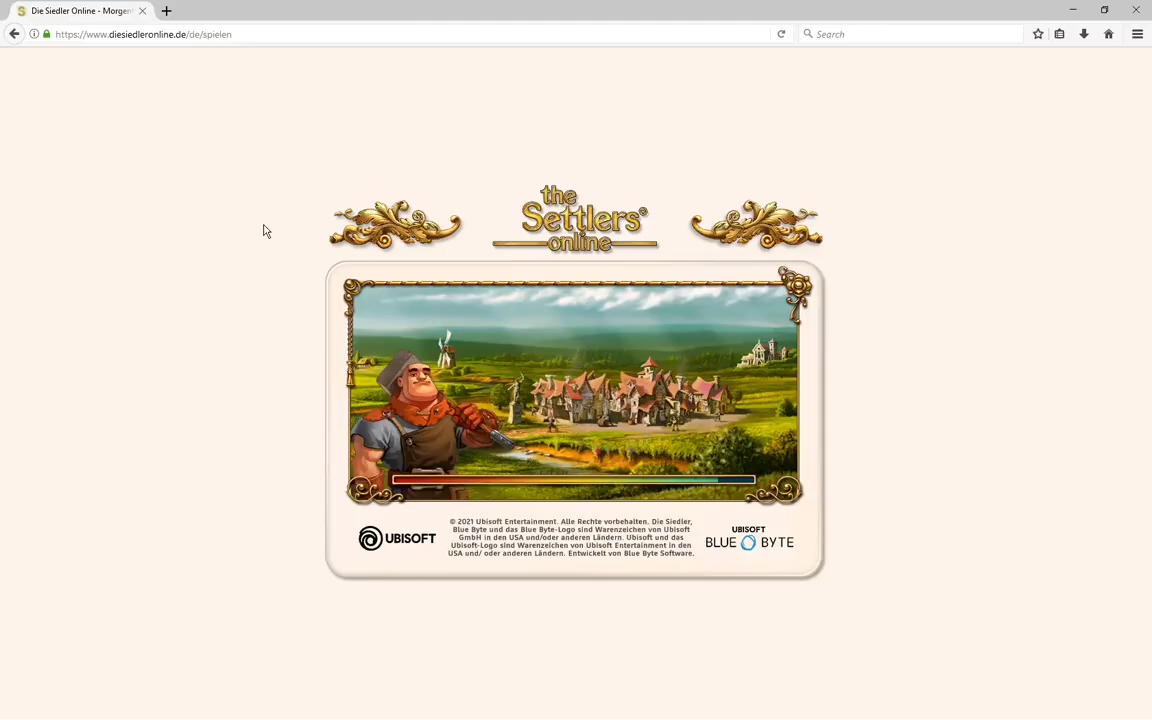 Die Siedler Online - Morgen
https://www.diesiedleronline.de/de/spielen
Search
the
Settlers
online
© 2021 Ubisoft Entertainment. Alle Rechte vorbehalten. Die Siedler,
Blue Byte und das Blue Byte-Logo sind Warenzeichen von Ubisoft
GmbH in den USA und/oder anderen Ländern. Ubisoft und das
Ubisoft-Logo sind Warenzeichen von Ubisoft Entertainment in den
USA und/ oder anderen Ländern. Entwickelt von Blue Byte Software.
UBISOFT
UBISOFT
BLUE BYTE